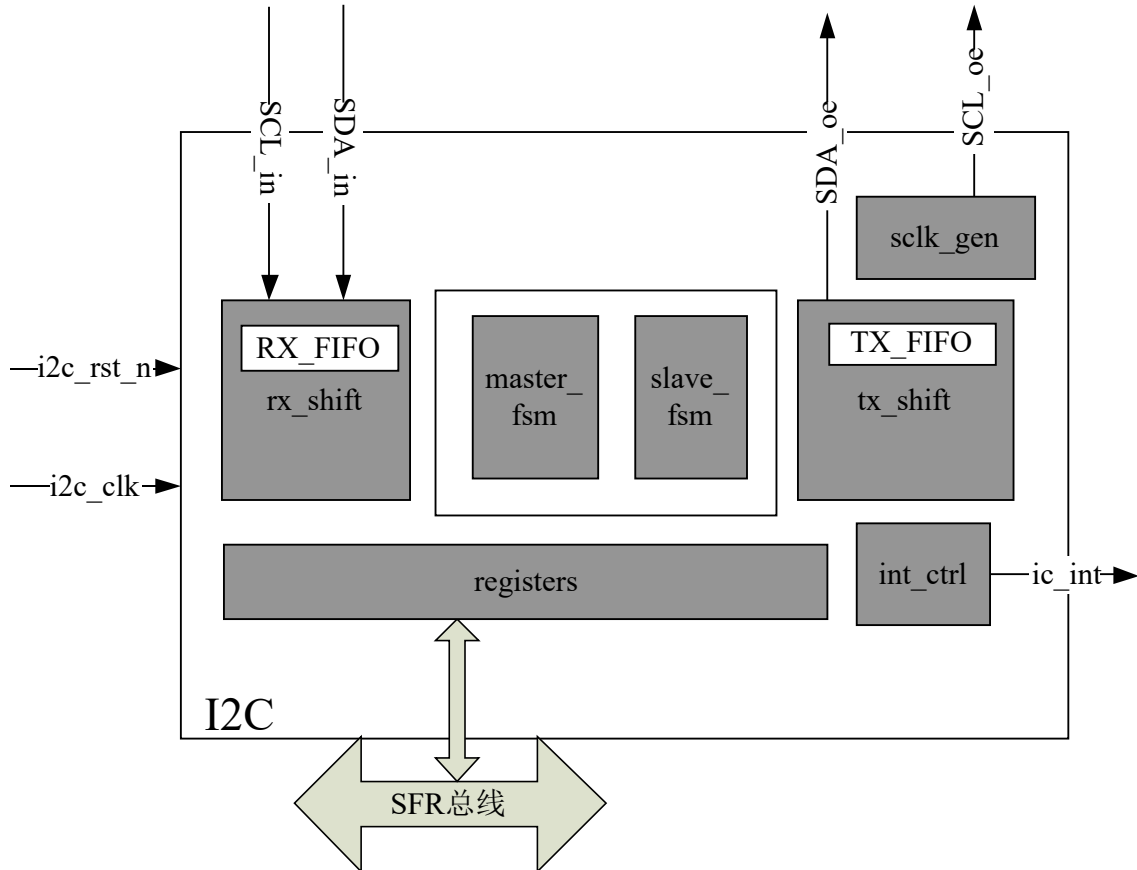 SCL_in
SDA_in
SDA_oe
SCL_oe
sclk_gen
RX_FIFO
rx_shift
master_
fsm
slave_
fsm
TX_FIFO
tx_shift
i2c_rst_n
i2c_clk
registers
int_ctrl
ic_int
I2C
SFR总线